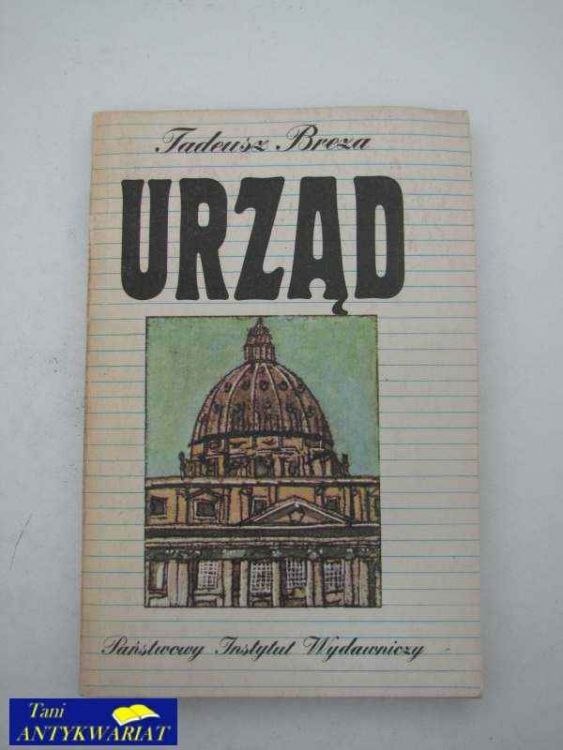 Tadeusz Breza
URZĄD
Państwowy Instytut Wydawniczy
Tani
ANTYKWARIAT